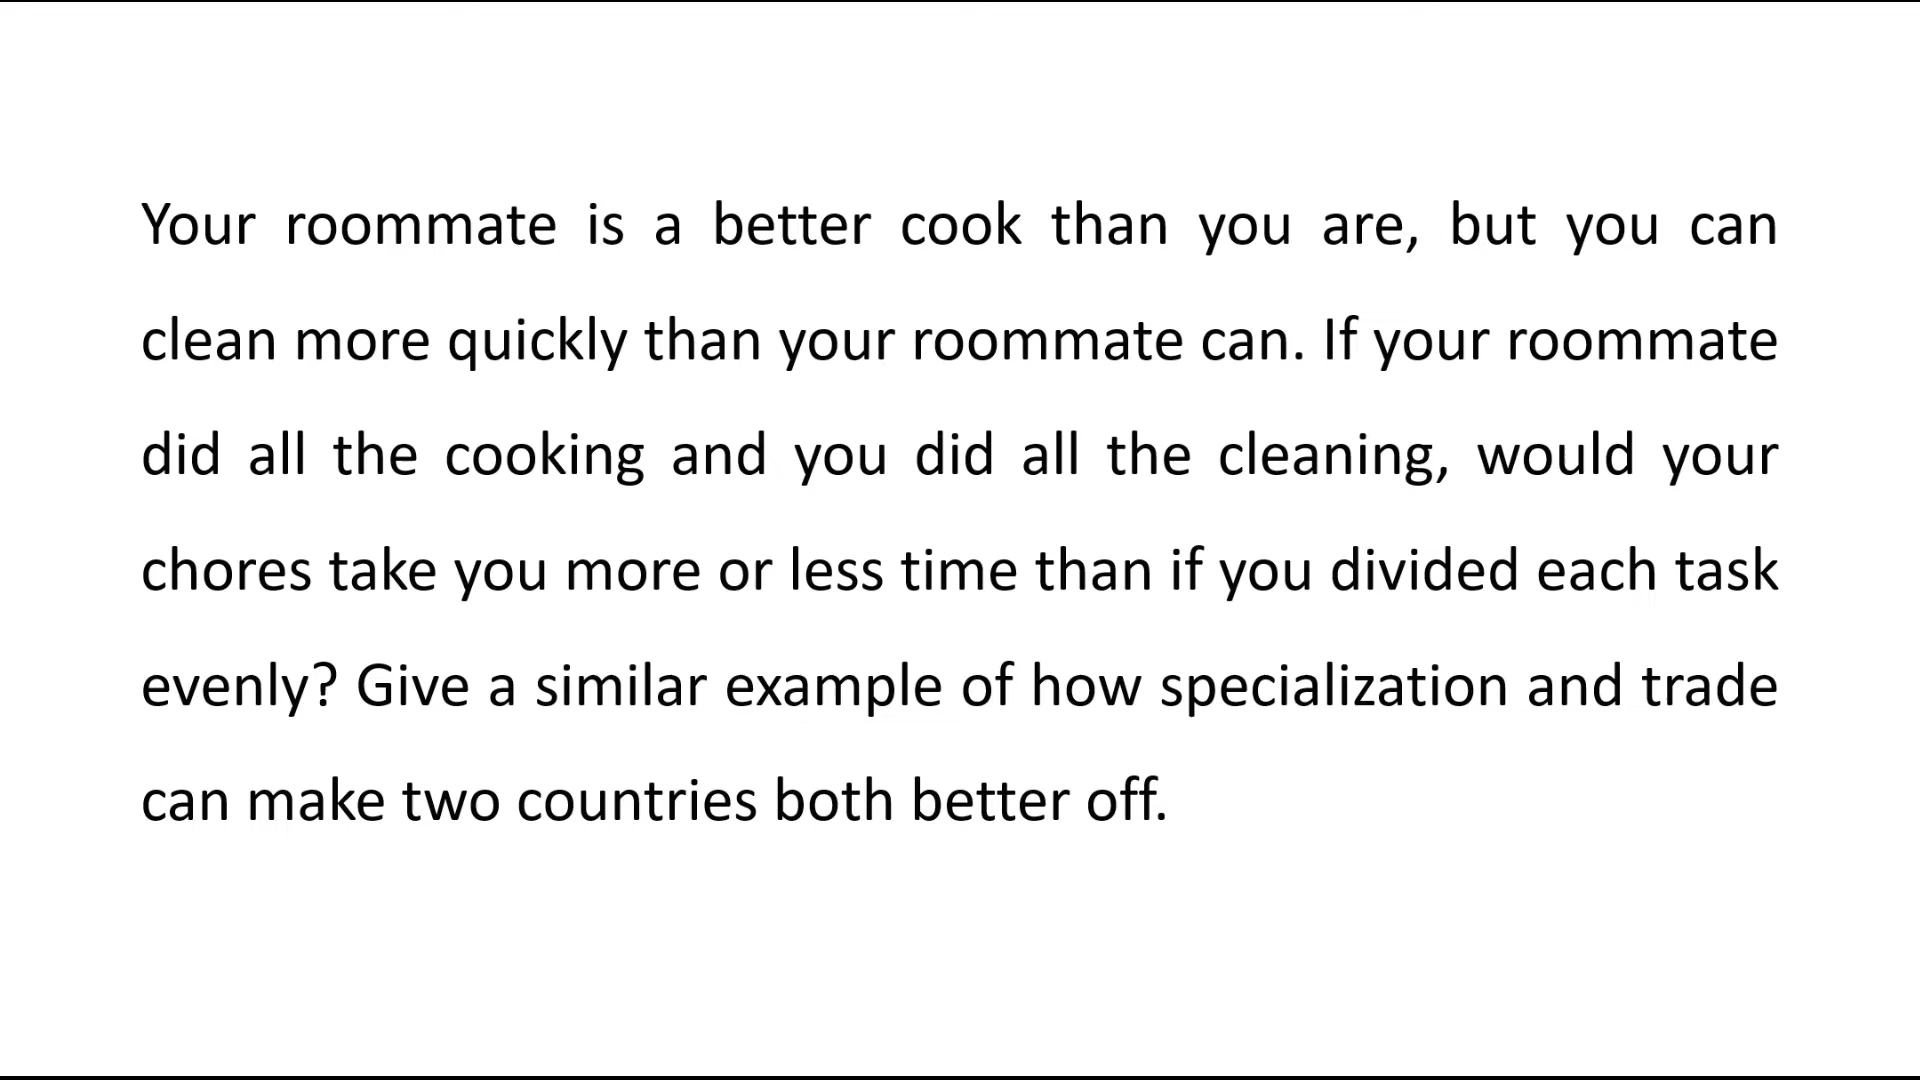 Your roommate is a better cook than you are, but you can
clean more quickly than your roommate can. If your roommate
did all the cooking and you did all the cleaning, would your
chores take you more or less time than if you divided each task
evenly? Give a similar example of how specialization and trade
can make two countries both better off.